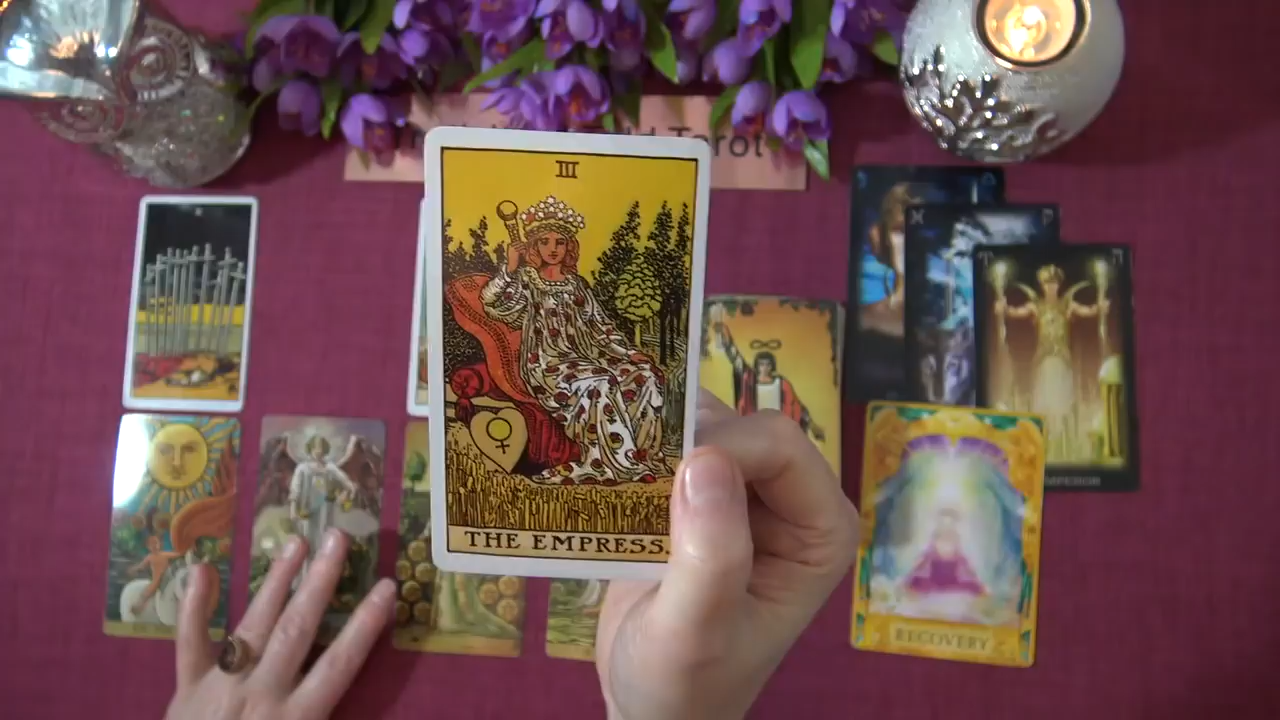 Tarot
III
THE EMPRESS.
EMPEROR
RECOVERY